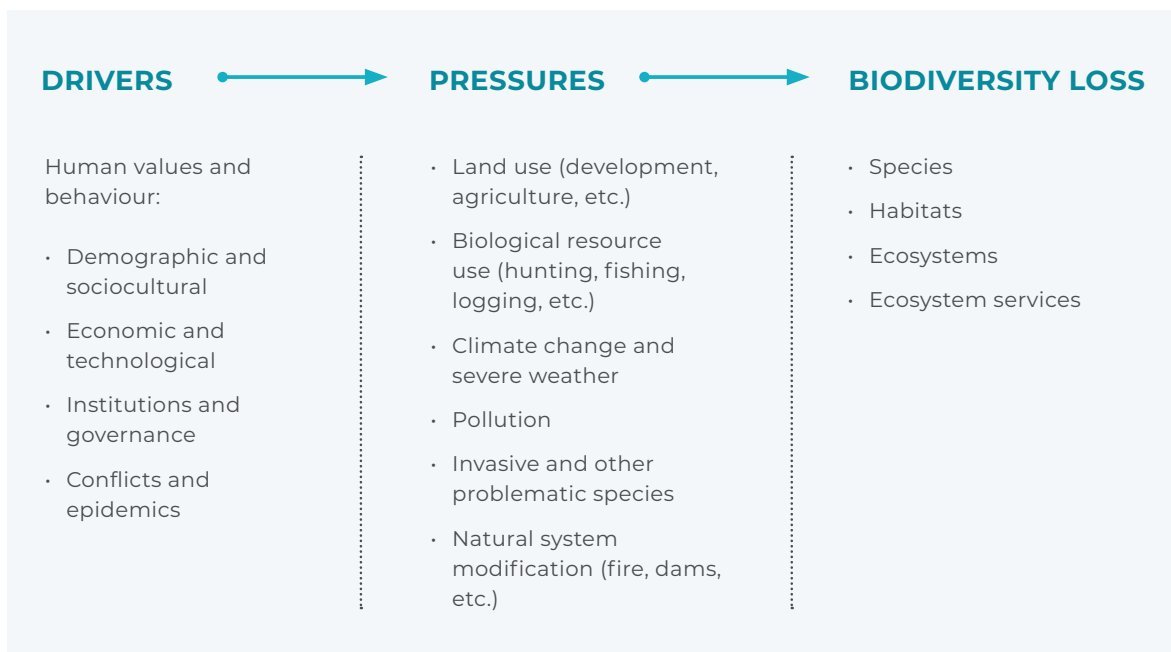 DRIVERS
PRESSURES
BIODIVERSITY LOSS
Human values and
behaviour:
• Demographic and
sociocultural
• Economic and
technological
• Institutions and
governance
• Conflicts and
epidemics
• Land use (development,
agriculture, etc.)
• Biological resource
use (hunting, fishing,
logging, etc.)
• Climate change and
severe weather
• Pollution
• Invasive and other
problematic species
• Natural system
modification (fire, dams,
etc.)
• Species
• Habitats
• Ecosystems
• Ecosystem services